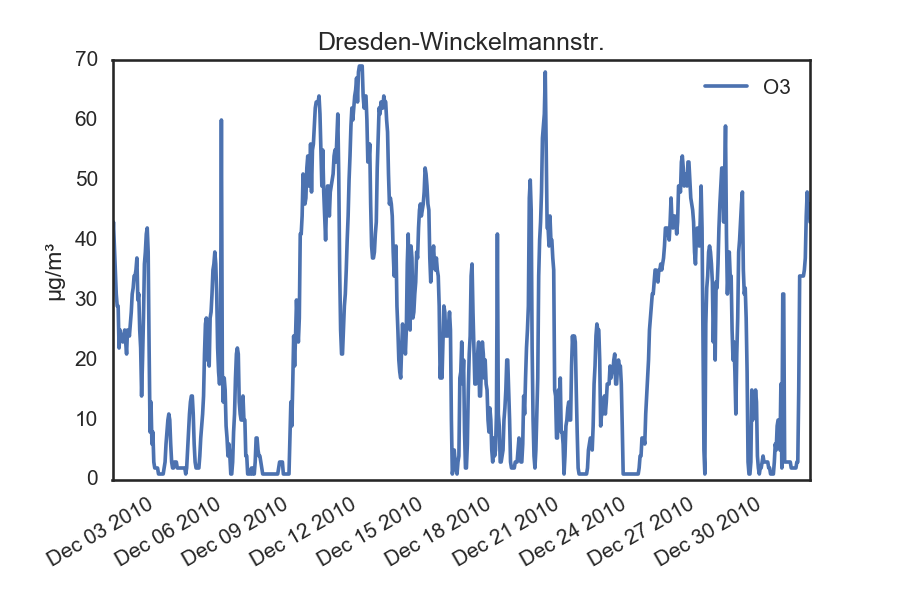 Dresden-Winckelmannstr.
70
60
50
40
30
20
10
0
µg/m³
O3
Dec 03 2010
Dec 06 2010
Dec 09 2010
Dec 12 2010
Dec 15 2010
Dec 18 2010
Dec 21 2010
Dec 24 2010
Dec 27 2010
Dec 30 2010